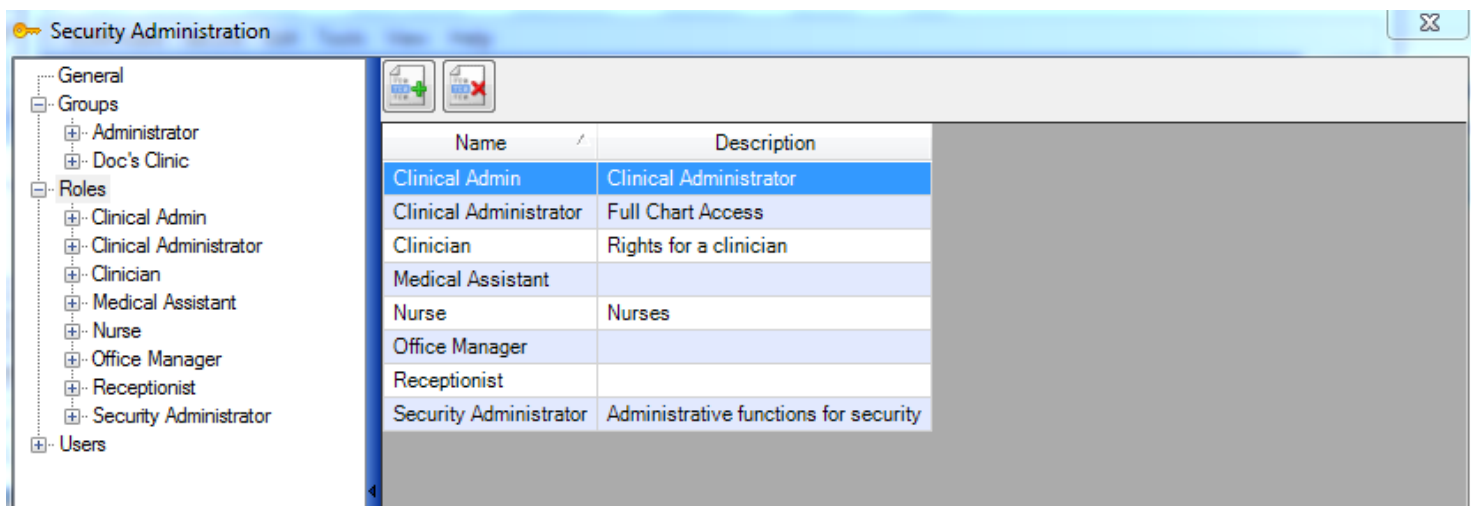 Security Administration
General
Groups
Administrator
Doc's Clinic
Roles
Clinical Admin
Clinical Administrator
Clinician
Medical Assistant
Nurse
Office Manager
Receptionist
Security Administrator
Users
Name Description
Clinical Admin Clinical Administrator
Clinical Administrator Full Chart Access
Clinician Rights for a clinician
Medical Assistant
Nurse Nurses
Office Manager
Receptionist
Security Administrator Administrative functions for security